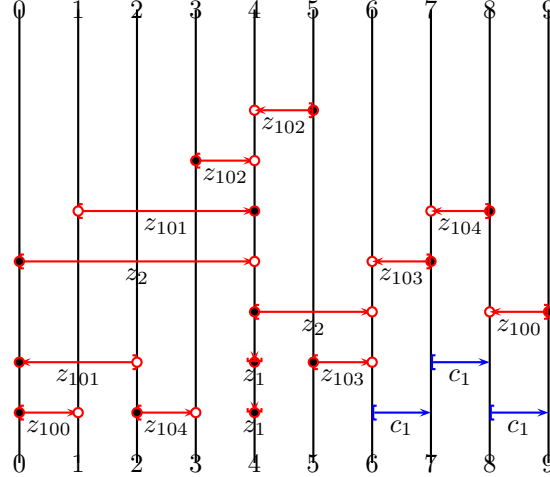 0 1 2 3 4 5 6 7 8 9
z₁₀₂
z₁₀₂
z₁₀₁ z₁₀₄
z₂ z₁₀₃
z₂ z₁₀₀
z₁₀₁ z₁ z₁₀₃ c₁
z₁₀₀ z₁₀₄ z₁ c₁ c₁
0 1 2 3 4 5 6 7 8 9